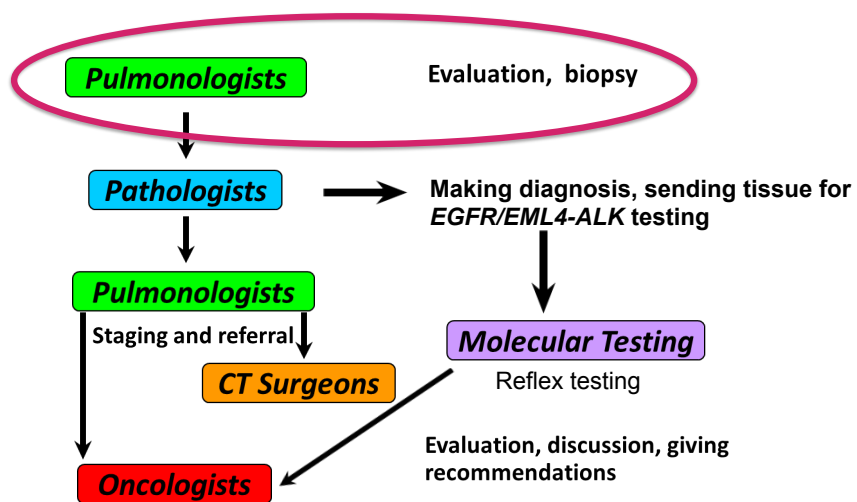 Pulmonologists
Evaluation, biopsy
Pathologists
Making diagnosis, sending tissue for
EGFR/EML4-ALK testing
Pulmonologists
Staging and referral
Molecular Testing
CT Surgeons
Reflex testing
Evaluation, discussion, giving
recommendations
Oncologists